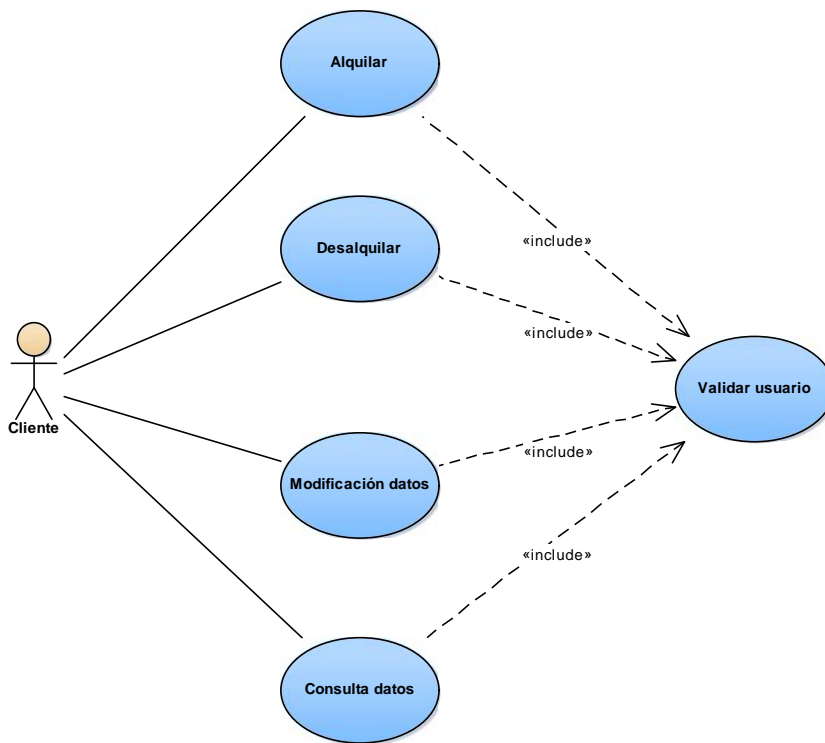 Alquilar
Desalquilar
«include»
«include»
Validar usuario
Cliente
Modificación datos
«include»
«include»
Consulta datos